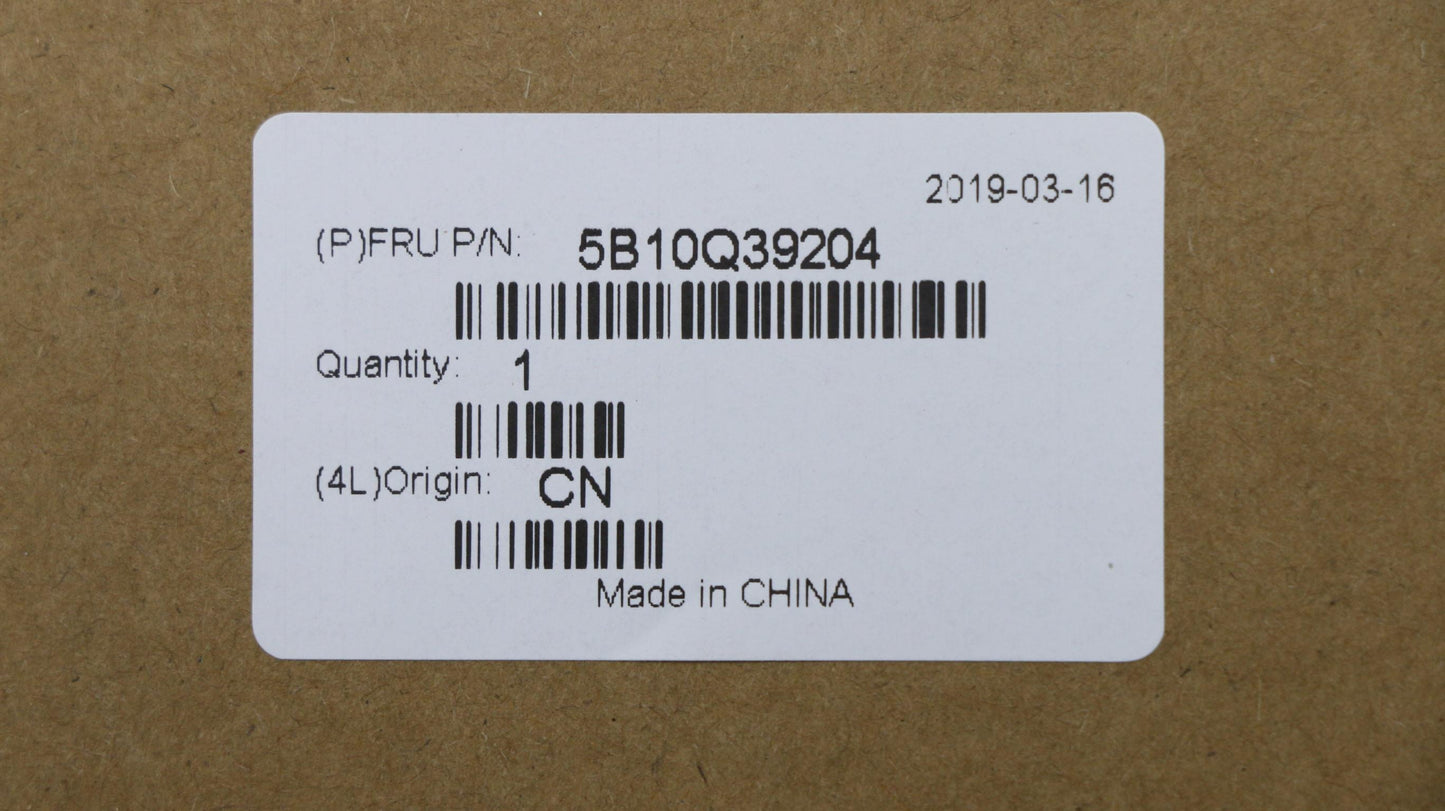 2019-03-16
(P)FRU P/N: 5B10Q39204
Quantity: 1
(4L)Origin: CN
Made in CHINA